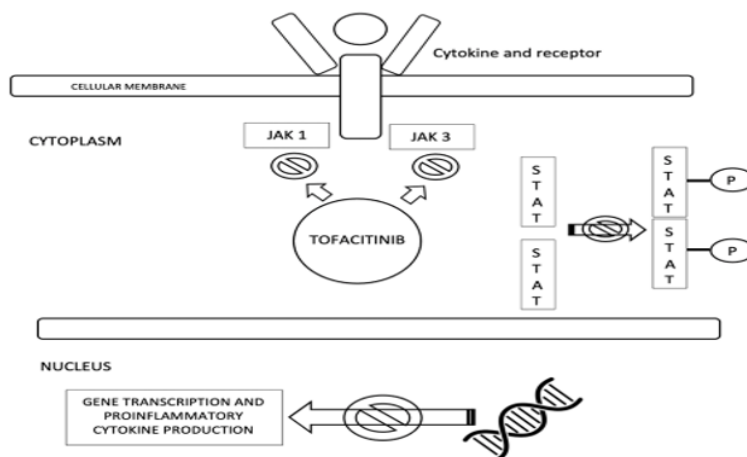 Cytokine and receptor
CELLULAR MEMBRANE
CYTOPLASM
JAK 1
JAK 3
TOFACITINIB
S
T
A
T
S
T
A
T
S
T
A
T
P
S
T
A
T
P
NUCLEUS
GENE TRANSCRIPTION AND
PROINFLAMMATORY
CYTOKINE PRODUCTION